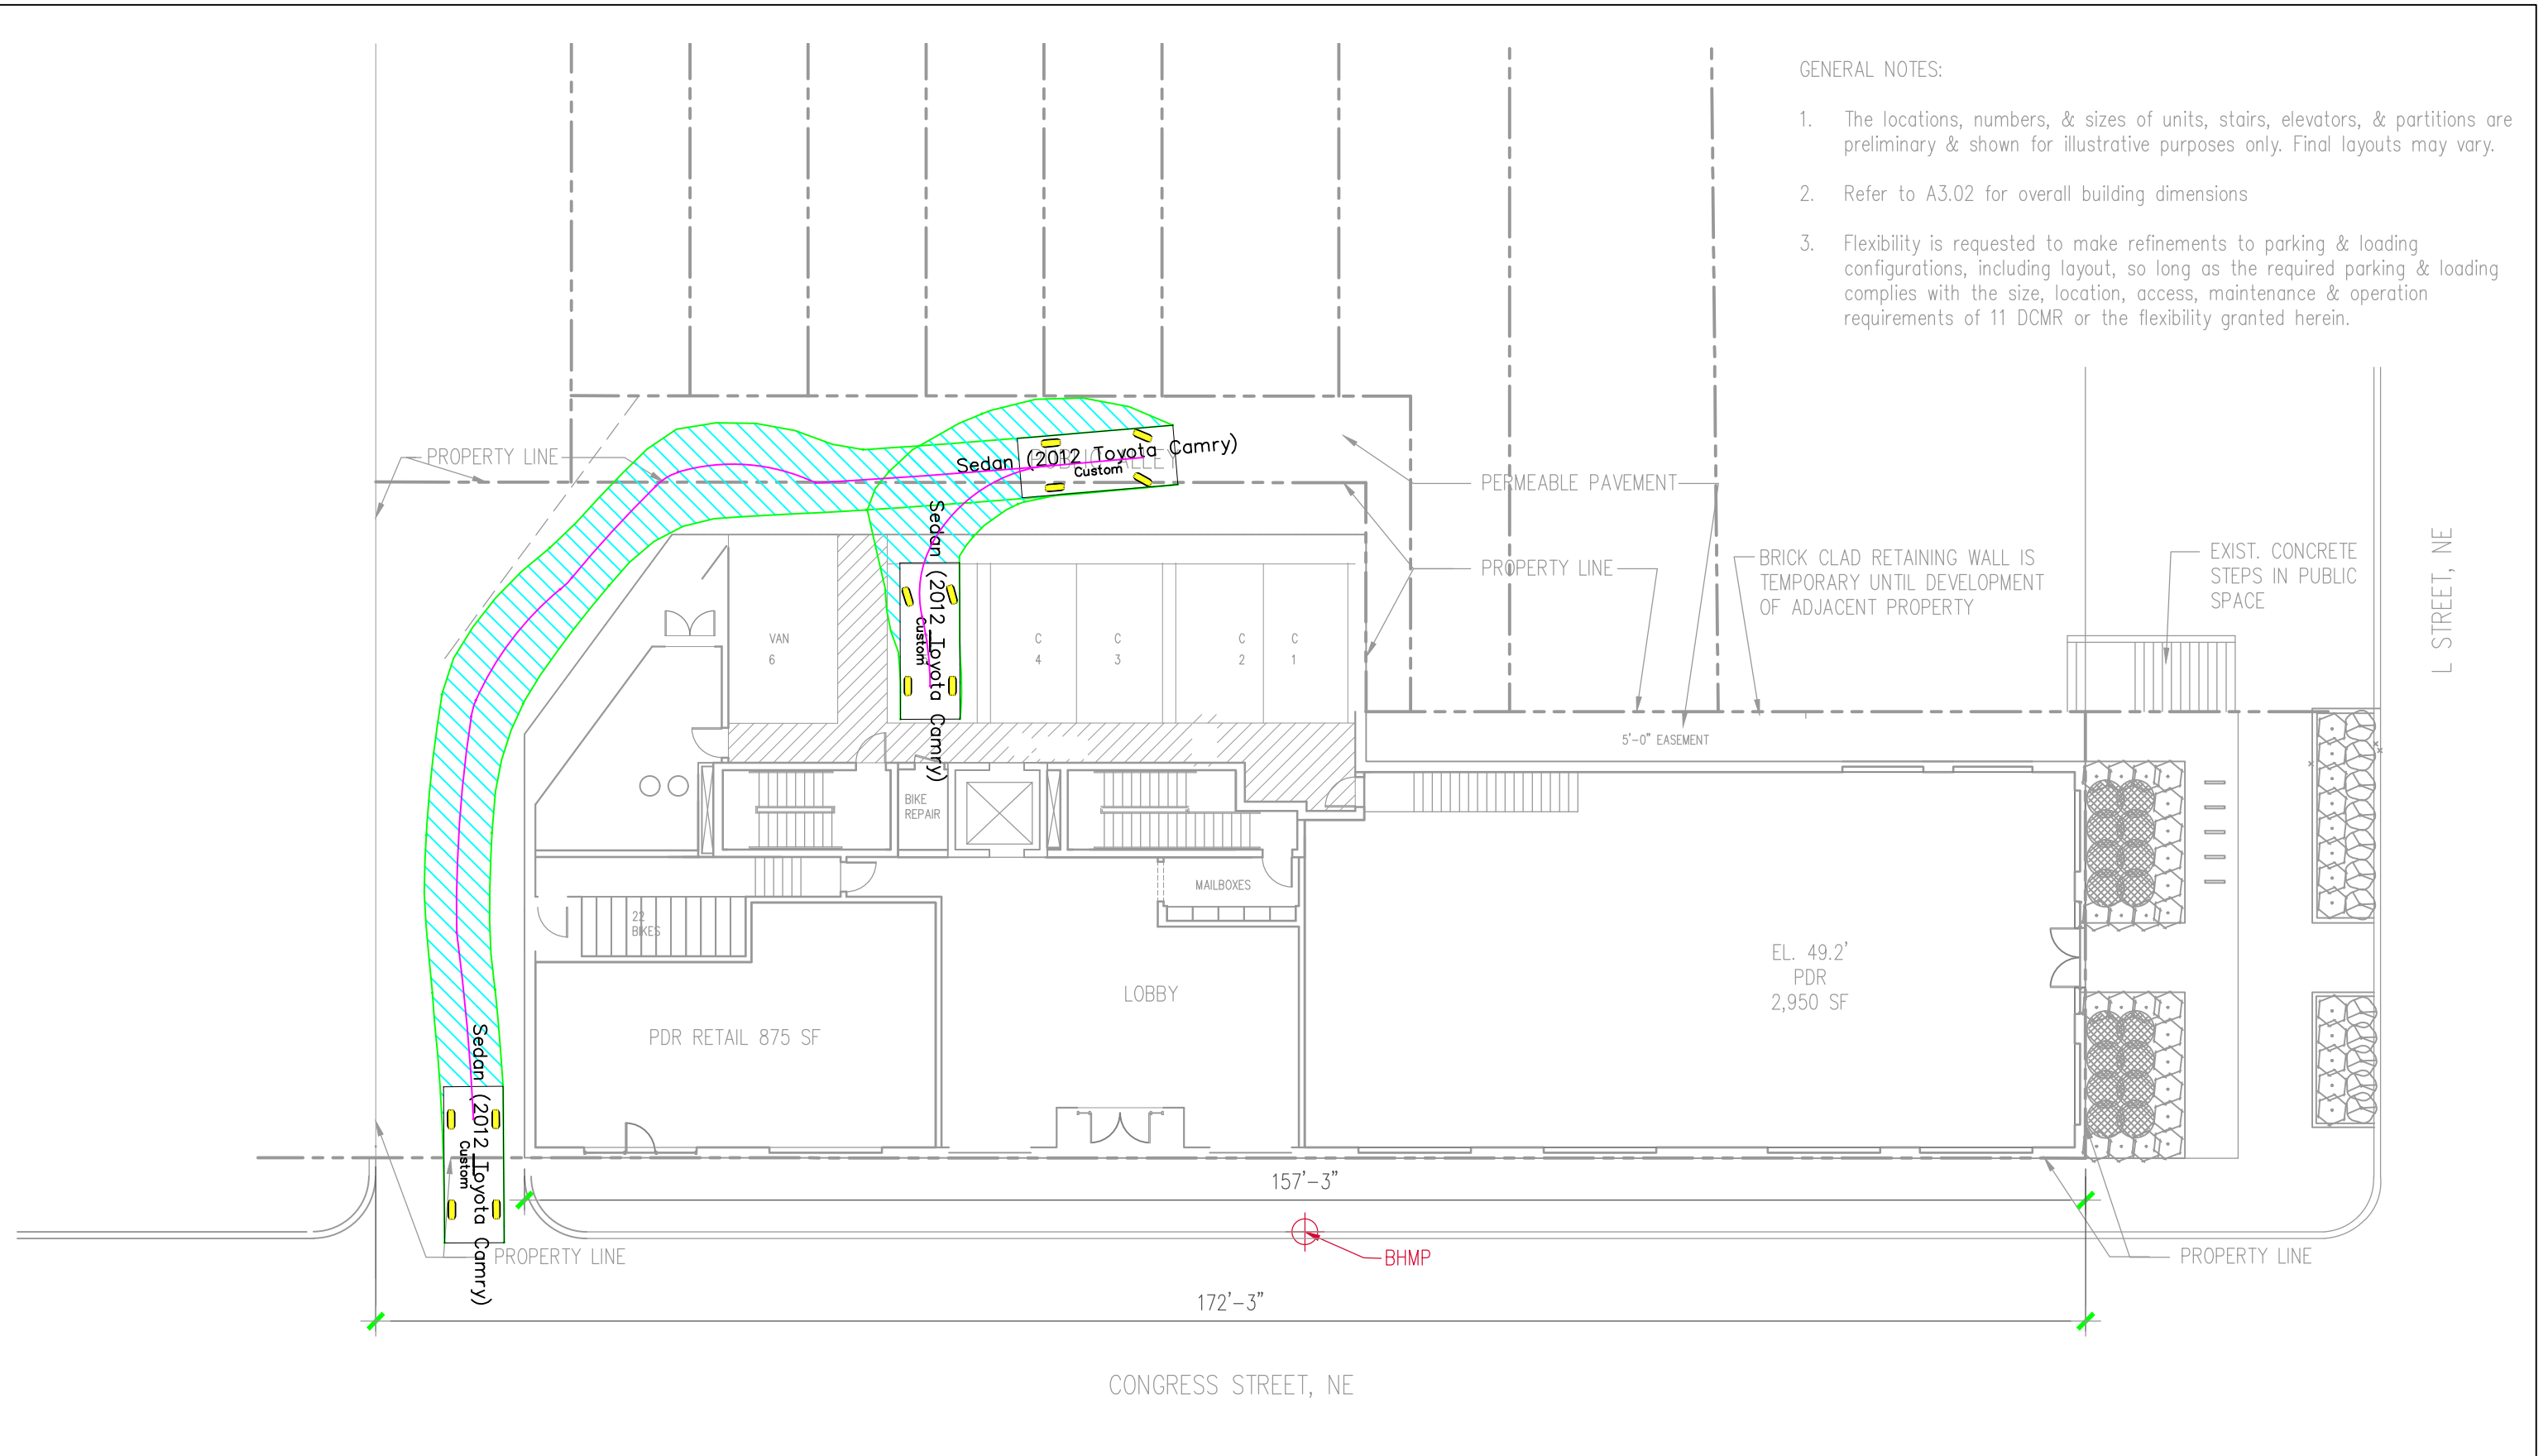 GENERAL NOTES:
1. The locations, numbers, & sizes of units, stairs, elevators, & partitions are
preliminary & shown for illustrative purposes only. Final layouts may vary.
2. Refer to A3.02 for overall building dimensions
3. Flexibility is requested to make refinements to parking & loading
configurations, including layout, so long as the required parking & loading
complies with the size, location, access, maintenance & operation
requirements of 11 DCMR or the flexibility granted herein.
PROPERTY LINE
Sedan (2012 Toyota Camry)
Custom
ALLEY
PERMEABLE PAVEMENT
PROPERTY LINE
BRICK CLAD RETAINING WALL IS
TEMPORARY UNTIL DEVELOPMENT
OF ADJACENT PROPERTY
EXIST. CONCRETE
STEPS IN PUBLIC
SPACE
L STREET, NE
Sedan (2012 Toyota Camry)
Custom
VAN
6
C
4
C
3
C
2
C
1
5'-0" EASEMENT
BIKE
REPAIR
MAILBOXES
22
BIKES
EL. 49.2'
PDR
2,950 SF
LOBBY
PDR RETAIL 875 SF
Sedan (2012 Toyota Camry)
Custom
157'-3"
PROPERTY LINE
BHMP
PROPERTY LINE
172'-3"
CONGRESS STREET, NE